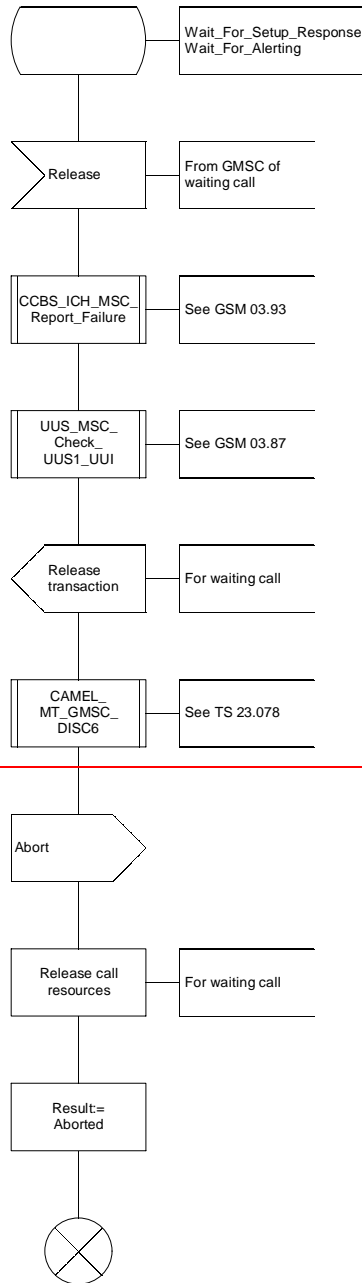 Wait_For_Setup_Response
Wait_For_Alerting
Release
From GMSC of
waiting call
CCBS_ICH_MSC_
Report_Failure
See GSM 03.93
UUS_MSC_
Check_
UUS1_UUI
See GSM 03.87
Release
transaction
For waiting call
CAMEL_
MT_GMSC_
DISC6
See TS 23.078
Abort
Release call
resources
For waiting call
Result:=
Aborted